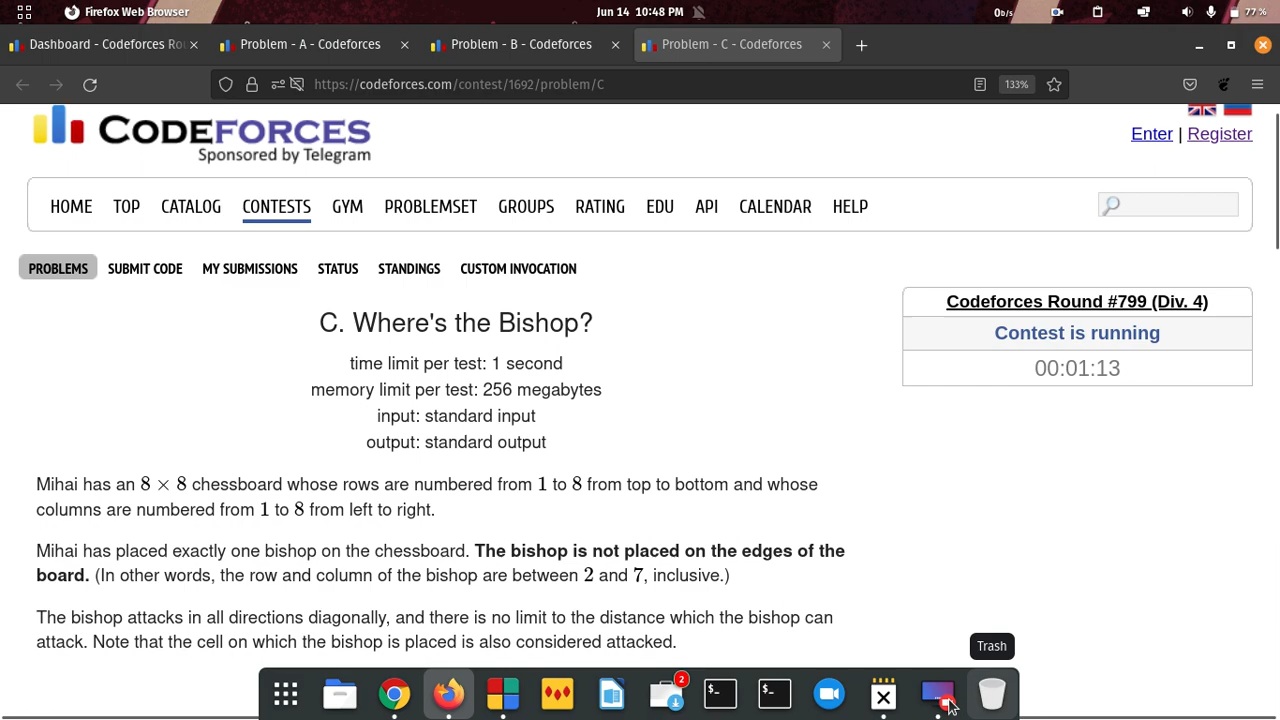 Firefox Web Browser
Jun 14 10:48 PM
0 b/s
77 %
Dashboard - Codeforces Rou
Problem - A - Codeforces
Problem - B - Codeforces
Problem - C - Codeforces
https://codeforces.com/contest/1692/problem/C
133%
CODEFORCES
Sponsored by Telegram
Enter | Register
HOME TOP CATALOG CONTESTS GYM PROBLEMSET GROUPS RATING EDU API CALENDAR HELP
PROBLEMS SUBMIT CODE MY SUBMISSIONS STATUS STANDINGS CUSTOM INVOCATION
C. Where's the Bishop?
time limit per test: 1 second
memory limit per test: 256 megabytes
input: standard input
output: standard output
Codeforces Round #799 (Div. 4)
Contest is running
00:01:13
Mihai has an 8 × 8 chessboard whose rows are numbered from 1 to 8 from top to bottom and whose
columns are numbered from 1 to 8 from left to right.
Mihai has placed exactly one bishop on the chessboard. The bishop is not placed on the edges of the
board. (In other words, the row and column of the bishop are between 2 and 7, inclusive.)
The bishop attacks in all directions diagonally, and there is no limit to the distance which the bishop can
attack. Note that the cell on which the bishop is placed is also considered attacked.
Trash
2
$-
$-